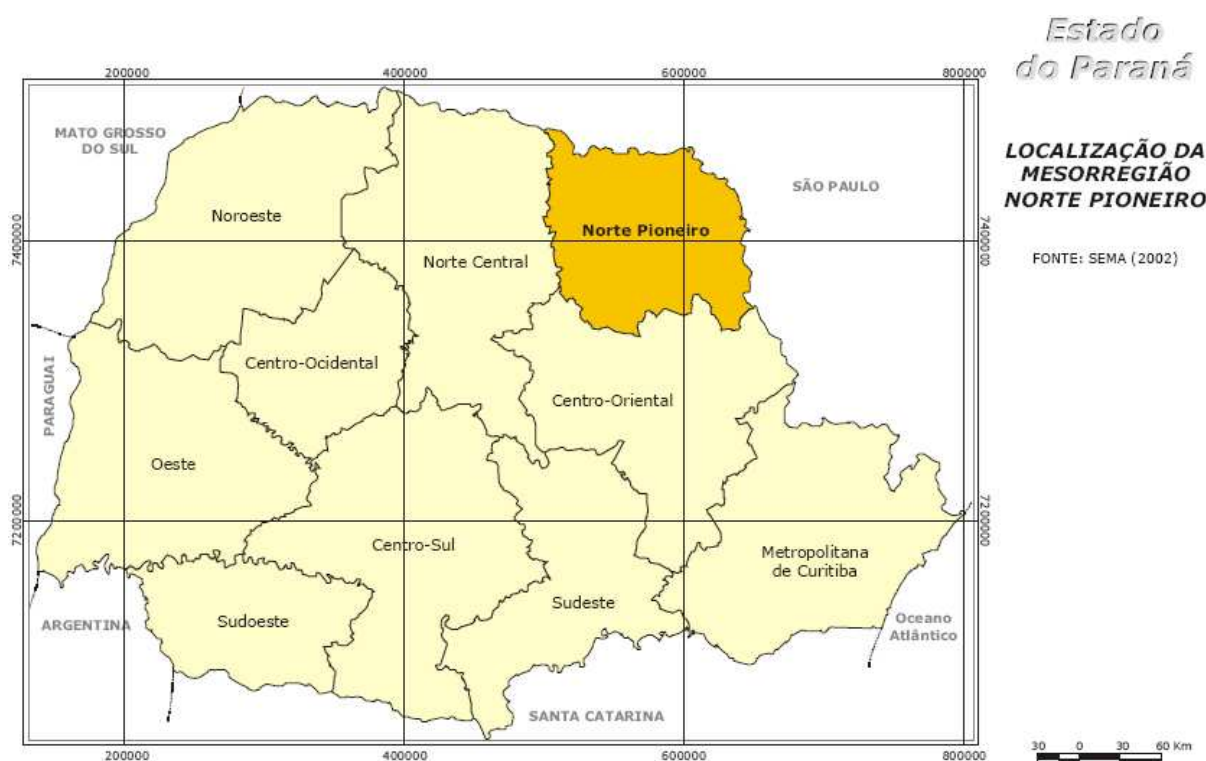 Estado
do Paraná
LOCALIZAÇÃO DA
MESORREGIÃO
NORTE PIONEIRO
FONTE: SEMA (2002)
200000
400000
600000
800000
MATO GROSSO
DO SUL
SÃO PAULO
Noroeste
Norte Pioneiro
7400000
7400000
Norte Central
Centro-Ocidental
PARAGUAI
Centro-Oriental
Oeste
7200000
7200000
Centro-Sul
Metropolitana
de Curitiba
Sudeste
Sudoeste
ARGENTINA
Oceano
Atlântico
SANTA CATARINA
200000
400000
600000
800000
30 0 30 60 Km